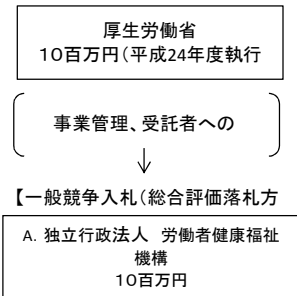 厚生労働省
10百万円(平成24年度執行
事業管理、受託者への
【一般競争入札(総合評価落札方
A. 独立行政法人 労働者健康福祉
機構
10百万円